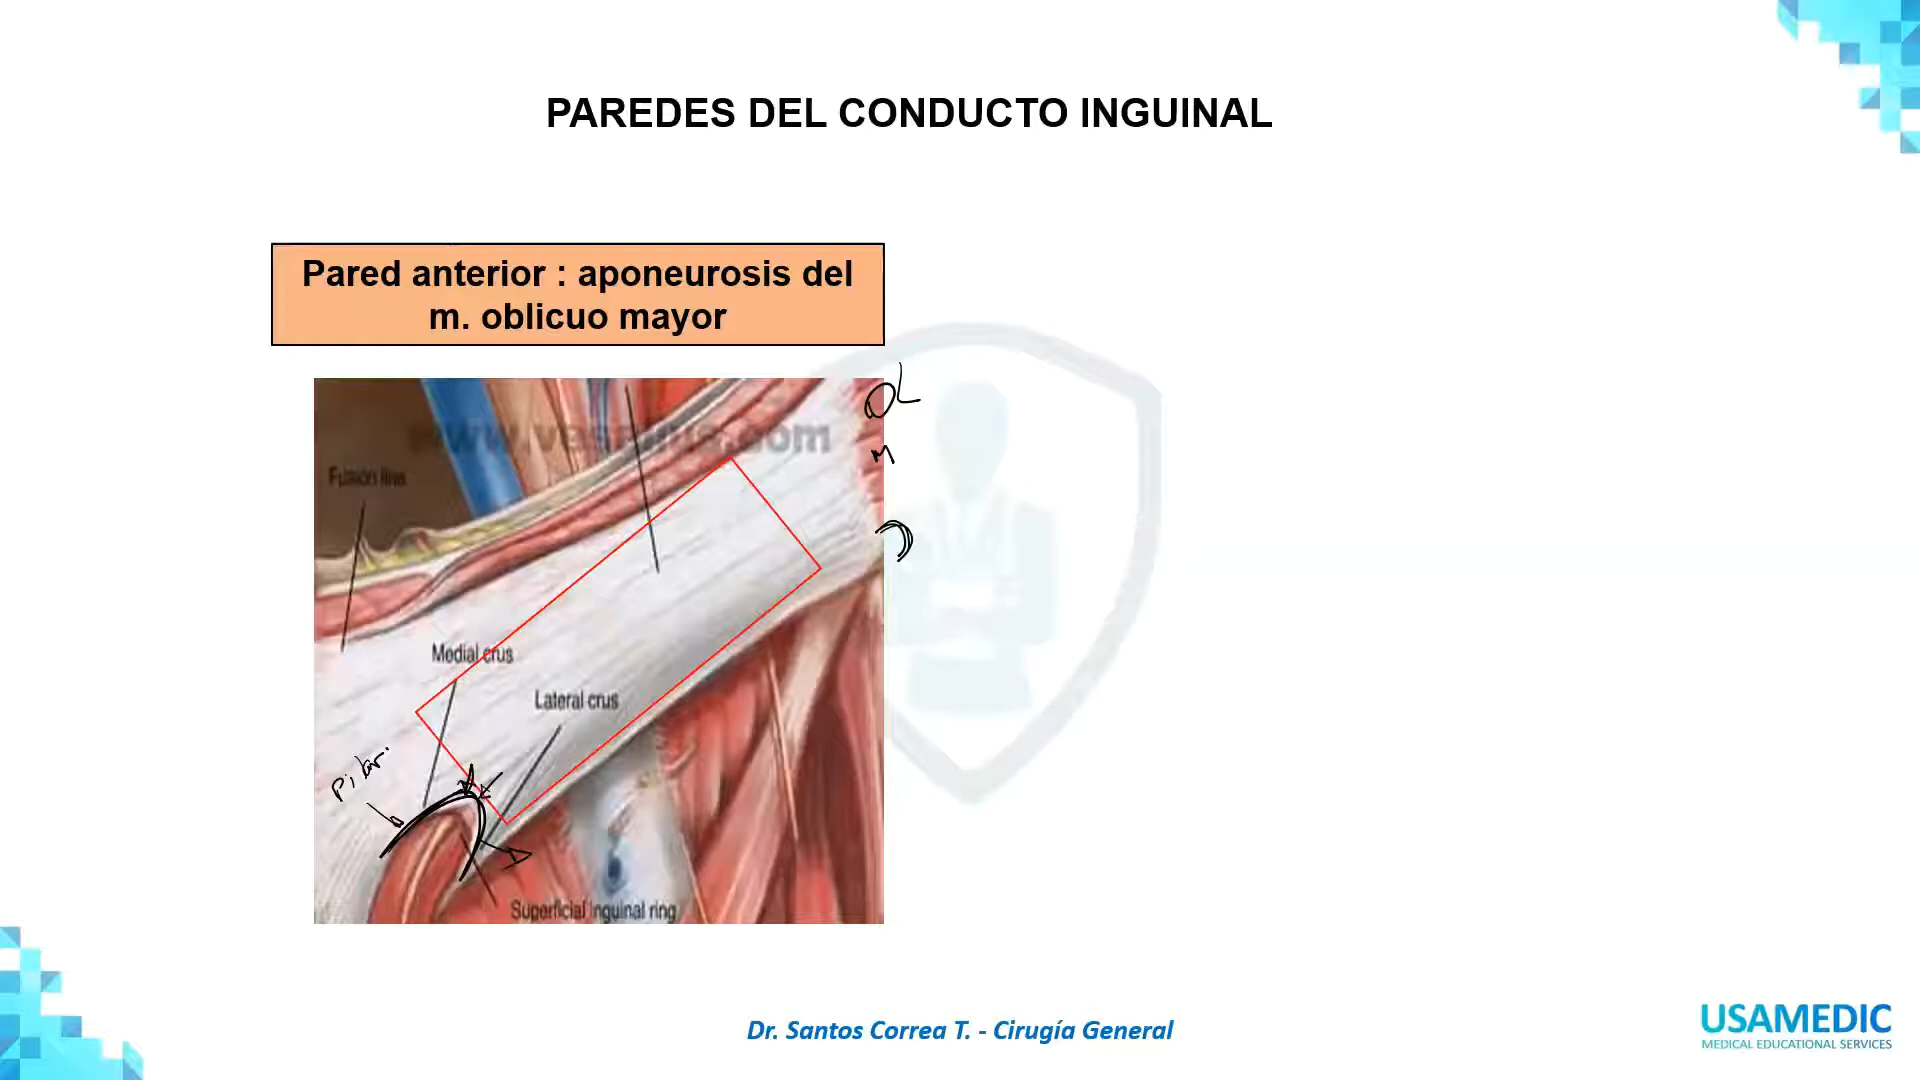 PAREDES DEL CONDUCTO INGUINAL
Pared anterior : aponeurosis del
m. oblicuo mayor
Fusion line
Medial crus
Lateral crus
Pilar
Superficial inguinal ring
Dr. Santos Correa T. - Cirugía General
USAMEDIC
MEDICAL EDUCATIONAL SERVICES